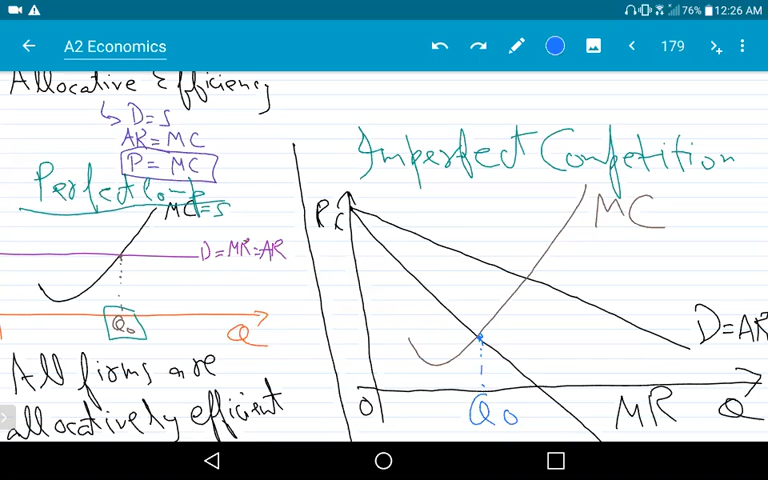 76% 12:26 AM
A2 Economics
179
Allocative Efficiency
D=S
AR=MC
P=MC
Perfect Comp
MC=S
D=MR=AR
Q₀
Q
All firms are
allocatively efficient
Imperfect Competition
P,C
MC
D=AR
O
Q₀
MR
Q